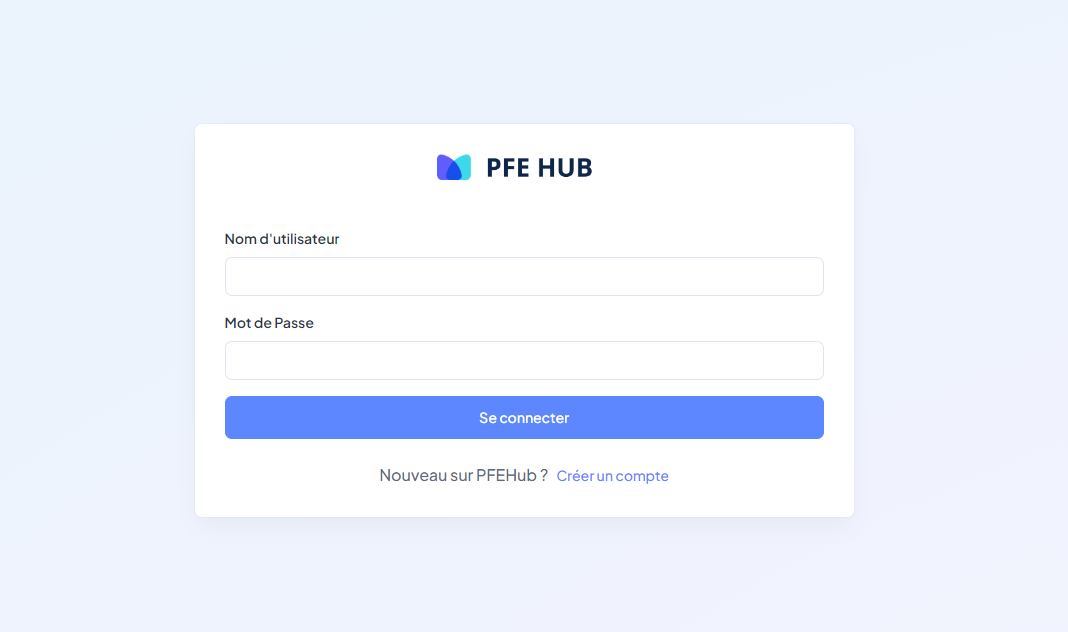 PFE HUB
Nom d'utilisateur
Mot de Passe
Se connecter
Nouveau sur PFEHub ? Créer un compte